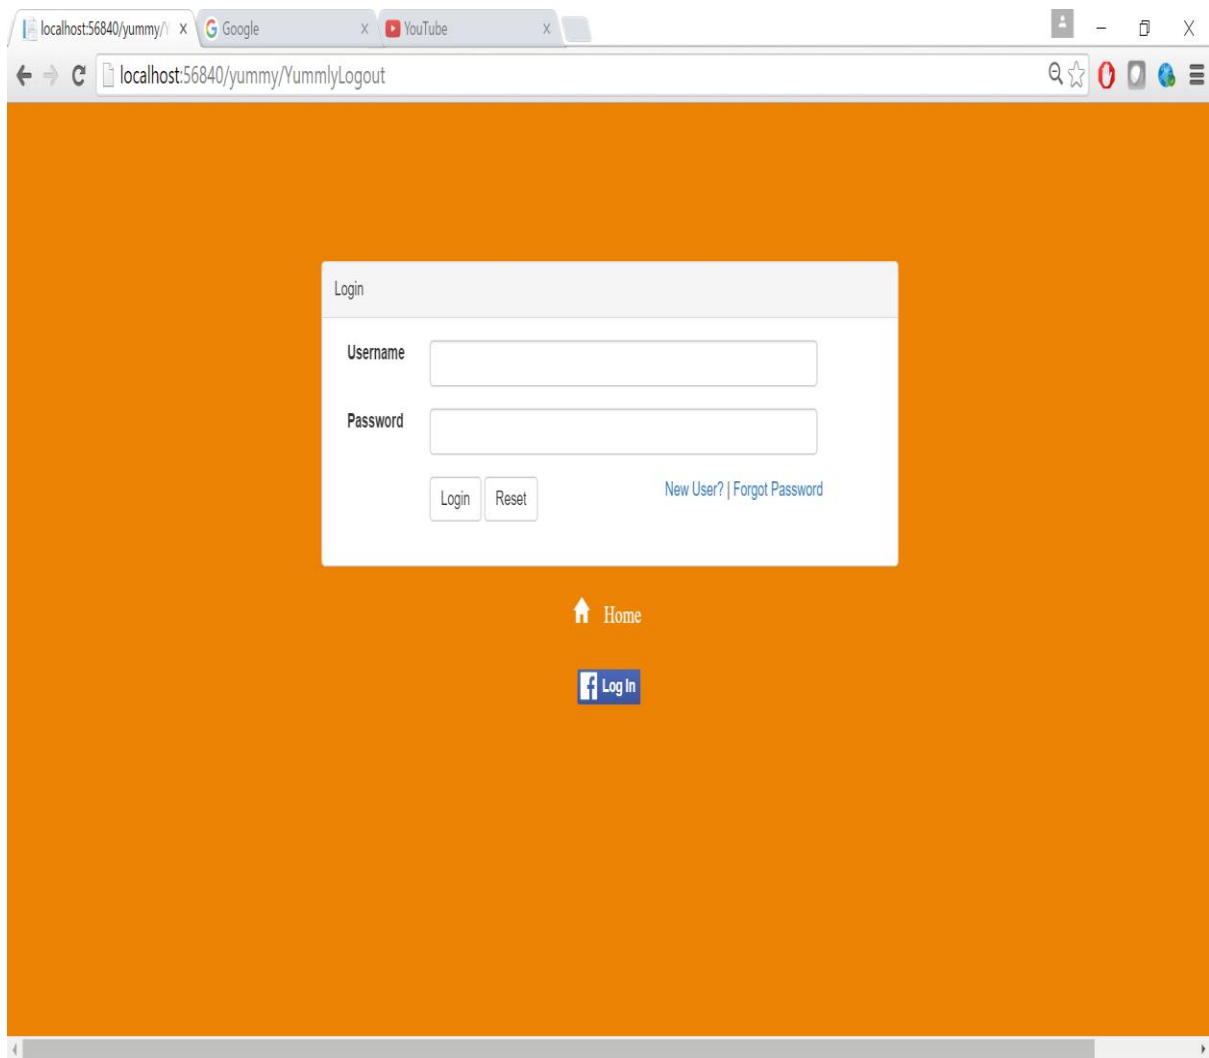 localhost:56840/yummy/Y Google YouTube
localhost:56840/yummy/YummlyLogout
Login
Username
Password
Login Reset New User? | Forgot Password
Home
f Log In